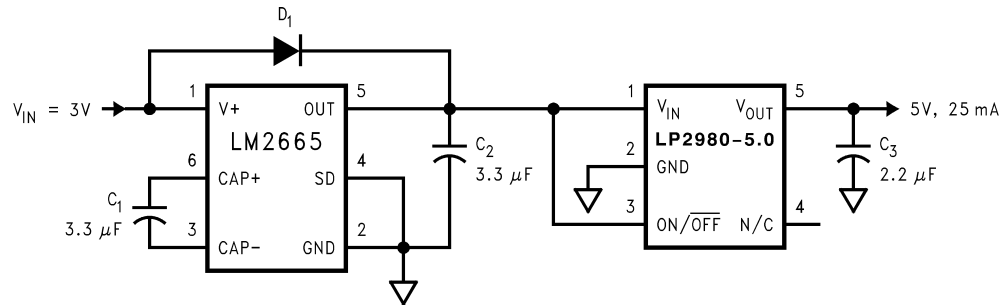 D1
VIN = 3V
1
V+
OUT
5
LM2665
6
CAP+
SD
4
C1
3.3 μF
3
CAP-
GND
2
C2
3.3 μF
1
VIN
VOUT
5
LP2980-5.0
2
GND
3
ON/OFF
N/C
4
5V, 25 mA
C3
2.2 μF